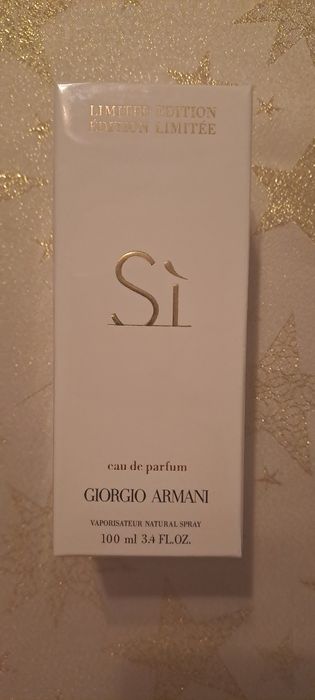 LIMITED EDITION
ÉDITION LIMITÉE
Sì
eau de parfum
GIORGIO ARMANI
VAPORISATEUR NATURAL SPRAY
100 ml 3.4 FL.OZ.